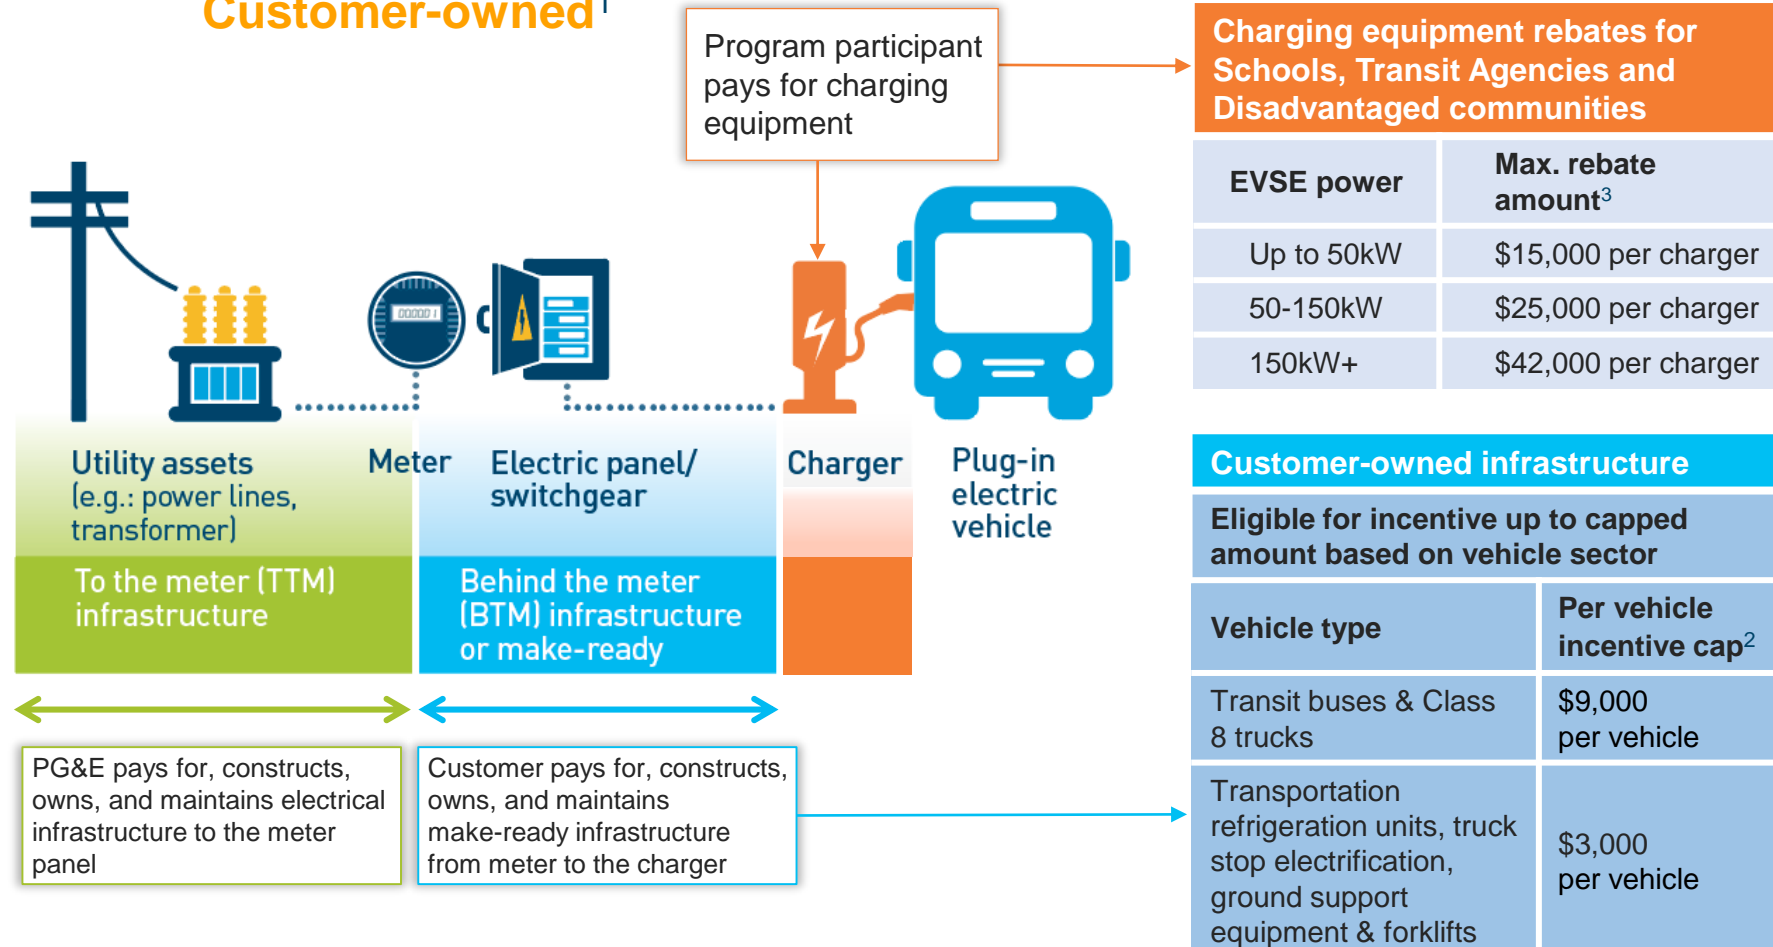 Customer-owned1
Program participant
pays for charging
equipment
Charging equipment rebates for
Schools, Transit Agencies and
Disadvantaged communities
EVSE power
Max. rebate
amount3
Up to 50kW
$15,000 per charger
50-150kW
$25,000 per charger
150kW+
$42,000 per charger
000001
Utility assets
(e.g.: power lines,
transformer)
Meter
Electric panel/
switchgear
Charger
Plug-in
electric
vehicle
To the meter (TTM)
infrastructure
Behind the meter
(BTM) infrastructure
or make-ready
PG&E pays for, constructs,
owns, and maintains electrical
infrastructure to the meter
panel
Customer pays for, constructs,
owns, and maintains
make-ready infrastructure
from meter to the charger
Customer-owned infrastructure
Eligible for incentive up to capped
amount based on vehicle sector
Vehicle type
Per vehicle
incentive cap2
Transit buses & Class
8 trucks
$9,000
per vehicle
Transportation
refrigeration units, truck
stop electrification,
ground support
equipment & forklifts
$3,000
per vehicle